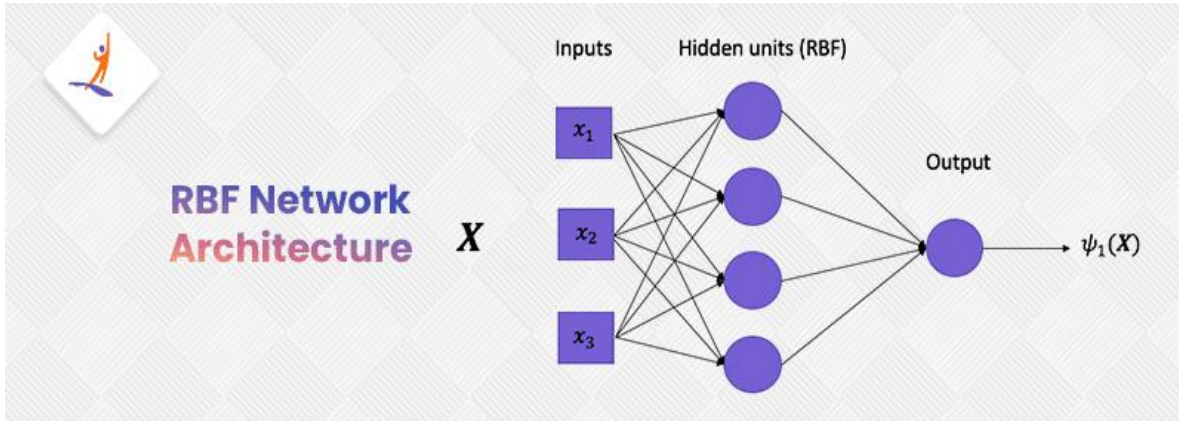 RBF Network
Architecture
X
Inputs
x₁
x₂
x₃
Hidden units (RBF)
Output
ψ₁(X)